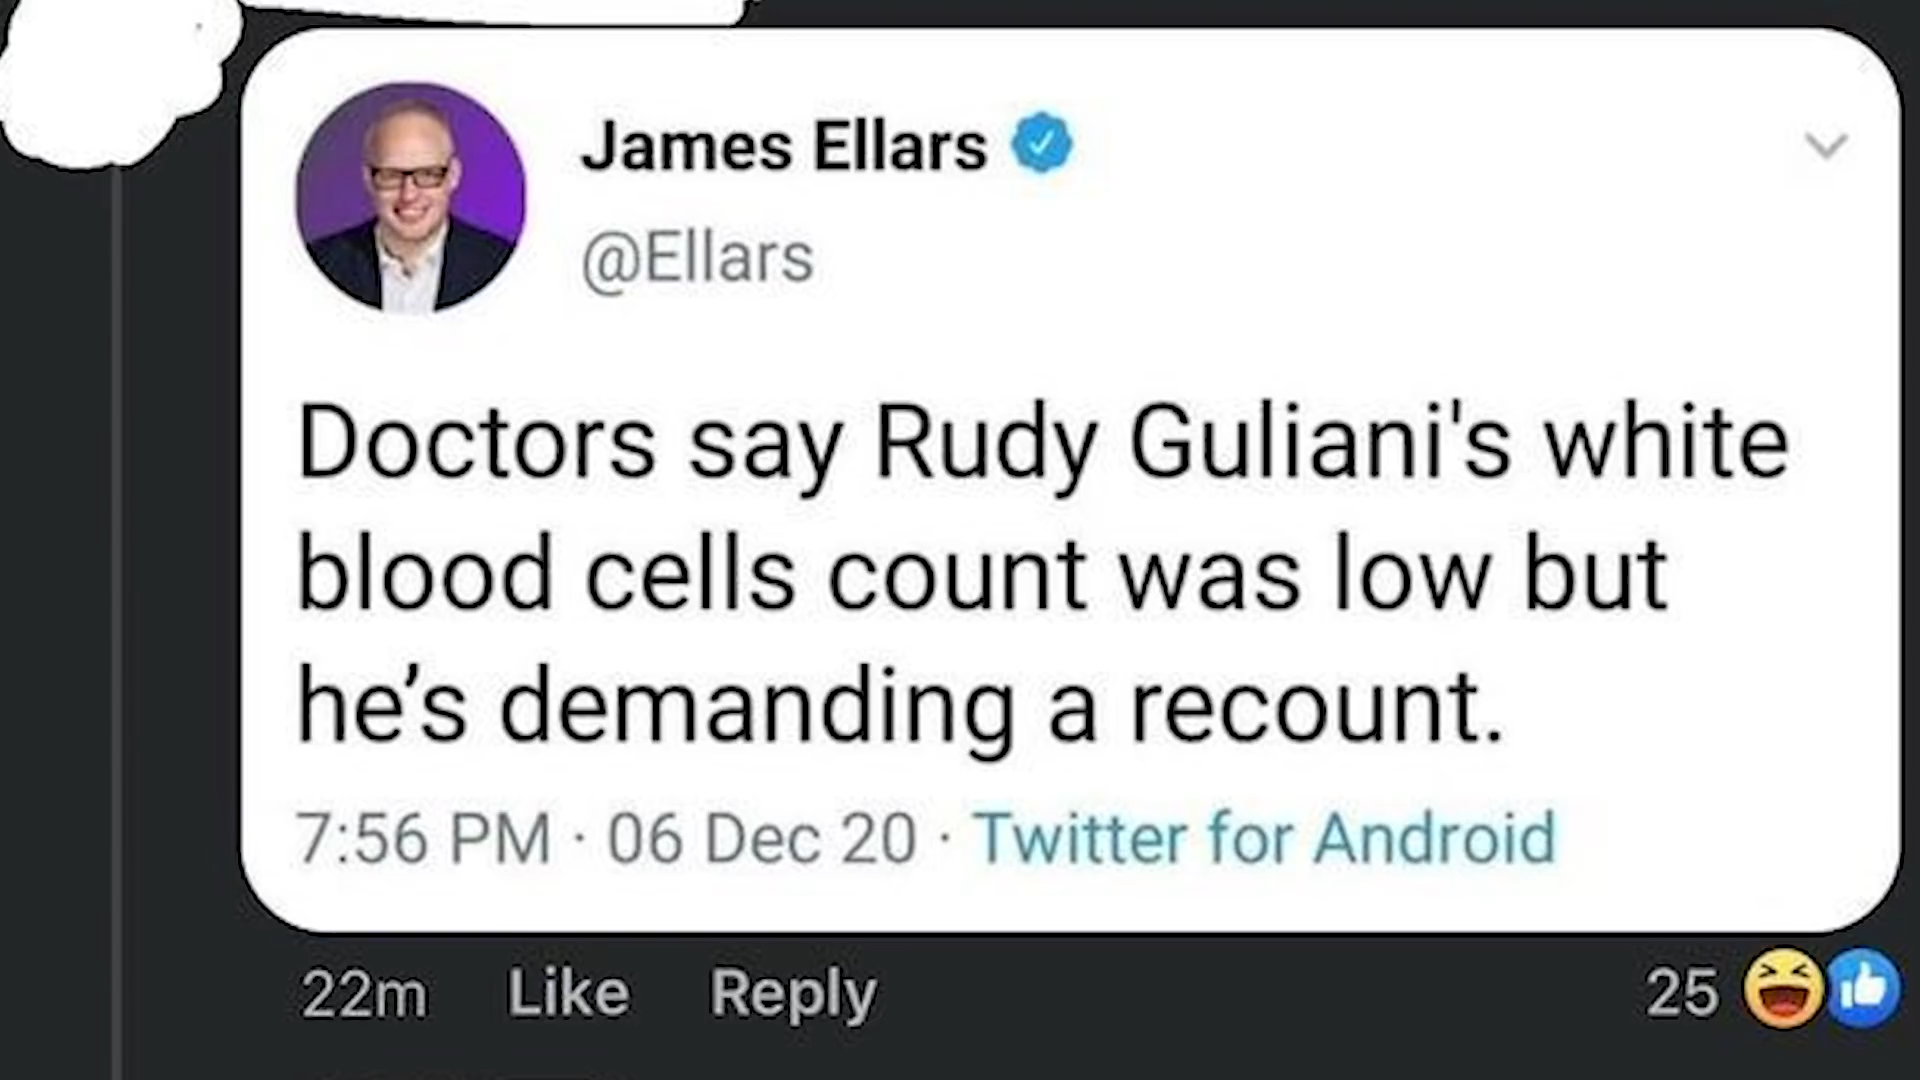 James Ellars
@Ellars
Doctors say Rudy Guliani's white
blood cells count was low but
he’s demanding a recount.
7:56 PM · 06 Dec 20 · Twitter for Android
22m Like Reply 25